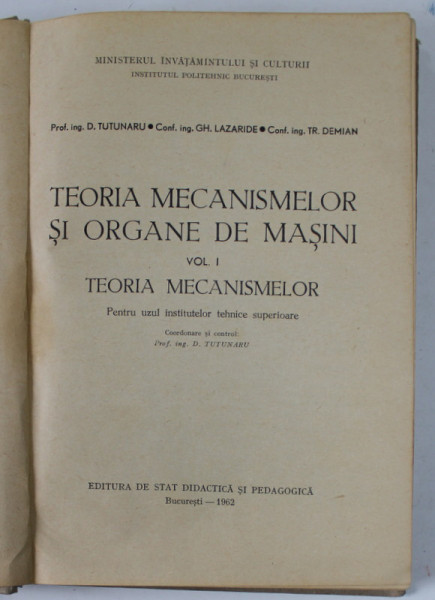 MINISTERUL ÎNVĂȚĂMÎNTULUI ȘI CULTURII
INSTITUTUL POLITEHNIC BUCUREȘTI
Prof. ing. D. TUTUNARU ● Conf. ing. GH. LAZARIDE ● Conf. ing. TR. DEMIAN
TEORIA MECANISMELOR
ȘI ORGANE DE MAȘINI
VOL. I
TEORIA MECANISMELOR
Pentru uzul institutelor tehnice superioare
Coordonare și control:
Prof. ing. D. TUTUNARU
EDITURA DE STAT DIDACTICĂ ȘI PEDAGOGICĂ
București — 1962